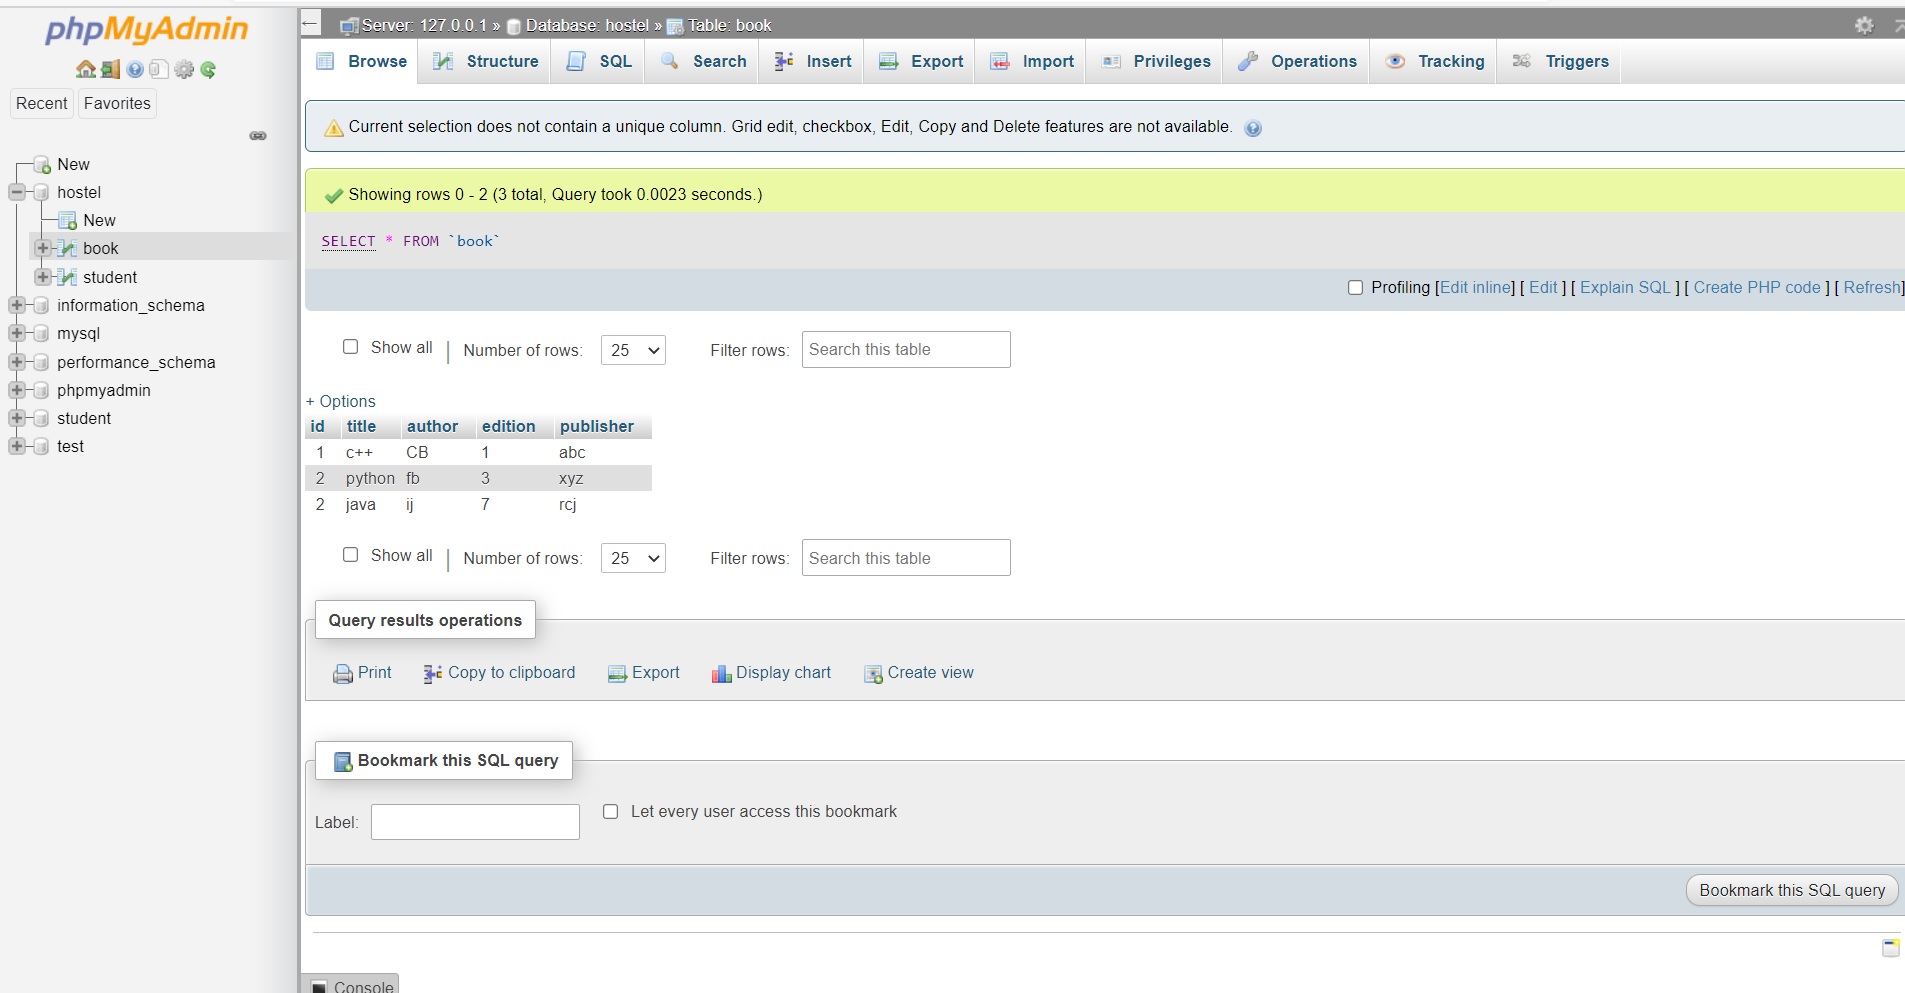 phpMyAdmin
Recent Favorites
New
hostel
New
book
student
information_schema
mysql
performance_schema
phpmyadmin
student
test
Server: 127.0.0.1 » Database: hostel » Table: book
Browse Structure SQL Search Insert Export Import Privileges Operations Tracking Triggers
Current selection does not contain a unique column. Grid edit, checkbox, Edit, Copy and Delete features are not available.
Showing rows 0 - 2 (3 total, Query took 0.0023 seconds.)
SELECT * FROM `book`
Profiling [Edit inline] [ Edit ] [ Explain SQL ] [ Create PHP code ] [ Refresh]
Show all | Number of rows: 25 Filter rows: Search this table
+ Options
id title author edition publisher
1 c++ CB 1 abc
2 python fb 3 xyz
2 java ij 7 rcj
Show all | Number of rows: 25 Filter rows: Search this table
Query results operations
Print Copy to clipboard Export Display chart Create view
Bookmark this SQL query
Label: Let every user access this bookmark
Bookmark this SQL query
Console